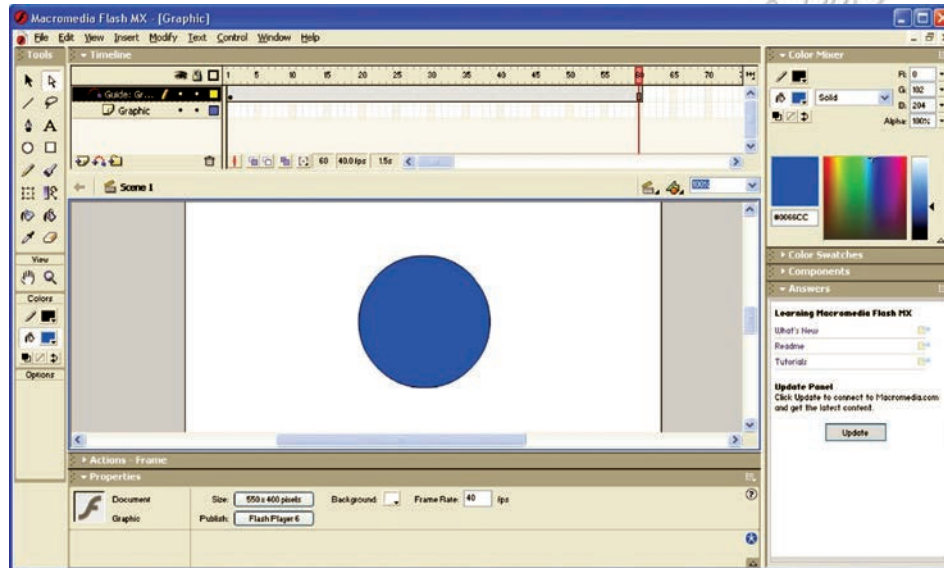 Macromedia Flash MX - [Graphic]
File Edit View Insert Modify Text Control Window Help
Tools
Timeline
1 5 10 15 20 25 30 35 40 45 50 55 60 65 70
Guide: Gr...
Graphic
60 40.0 fps 1.5s
Scene 1
100%
View
Colors
Options
Actions - Frame
Properties
Document
Graphic
Size: 550 x 400 pixels
Background:
Frame Rate: 40 fps
Publish: Flash Player 6
Color Mixer
R: 0
Solid
G: 102
204
Alpha: 100%
#0066CC
Color Swatches
Components
Answers
Learning Macromedia Flash MX
What's New
Readme
Tutorials
Update Panel
Click Update to connect to Macromedia.com
and get the latest content.
Update